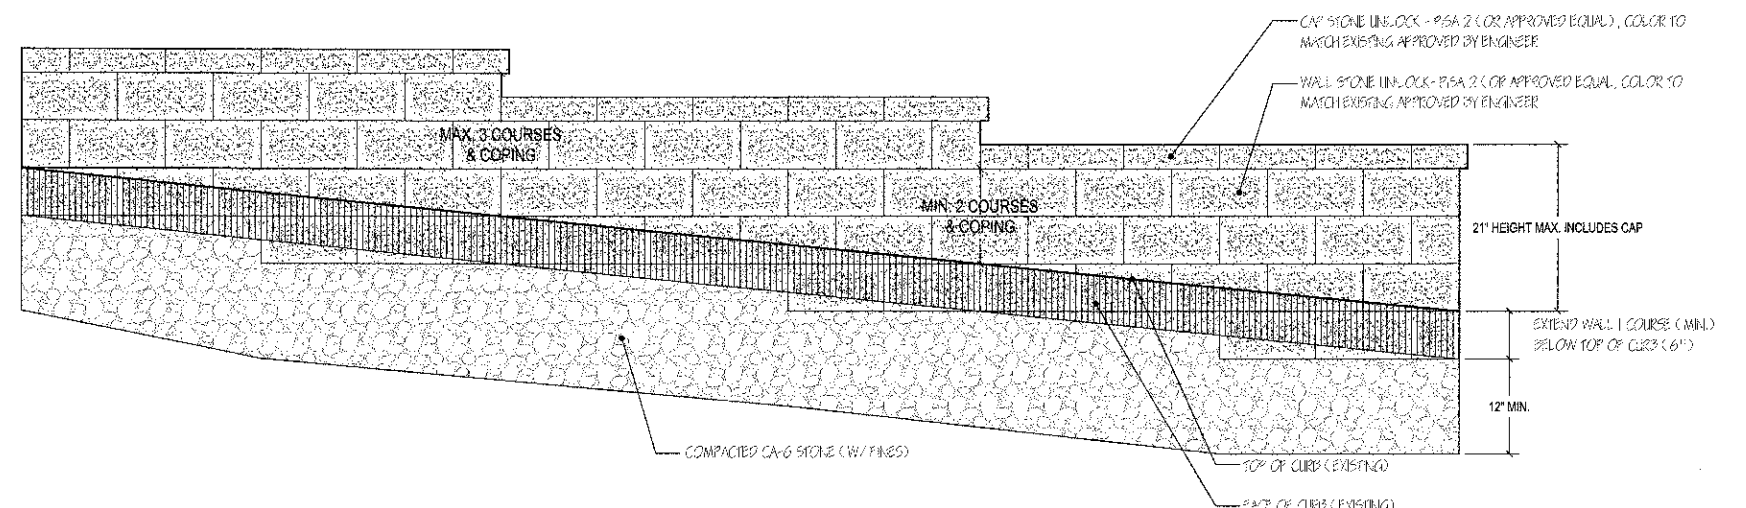 CAP STONE UNILOCK - PISA 2 ( OR APPROVED EQUAL ) , COLOR TO
MATCH EXISTING APPROVED BY ENGINEER
WALL STONE UNILOCK- PISA 2 ( OR APPROVED EQUAL, COLOR TO
MATCH EXISTING APPROVED BY ENGINEER
MAX. 3 COURSES
& COPING
MIN. 2 COURSES
& COPING
21" HEIGHT MAX. INCLUDES CAP
EXTEND WALL 1 COURSE ( MIN.)
BELOW TOP OF CURB ( 6")
12" MIN.
COMPACTED CA-6 STONE ( W/ FINES)
TOP OF CURB ( EXISTING)
FACE OF CURB ( EXISTING)